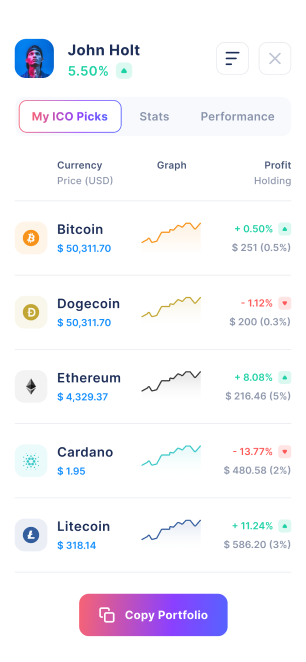 John Holt
5.50%
My ICO Picks Stats Performance
Currency Graph Profit
Price (USD) Holding
Bitcoin + 0.50%
$ 50,311.70 $ 251 (0.5%)
Dogecoin - 1.12%
$ 50,311.70 $ 200 (0.3%)
Ethereum + 8.08%
$ 4,329.37 $ 216.46 (5%)
Cardano - 13.77%
$ 1.95 $ 480.58 (2%)
Litecoin + 11.24%
$ 318.14 $ 586.20 (3%)
Copy Portfolio